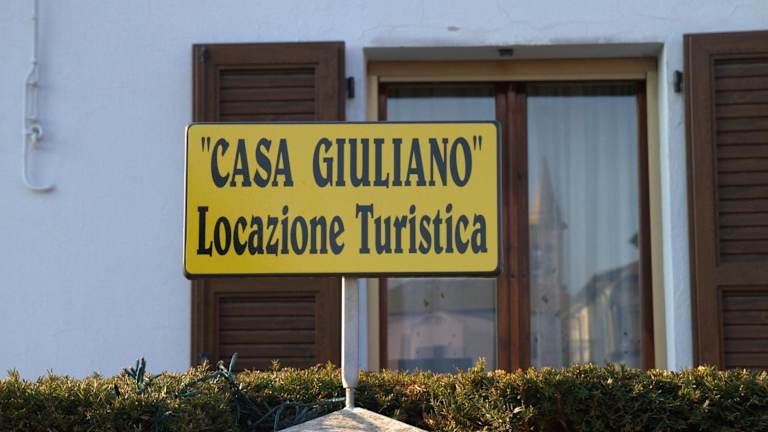 "CASA GIULIANO"
Locazione Turistica